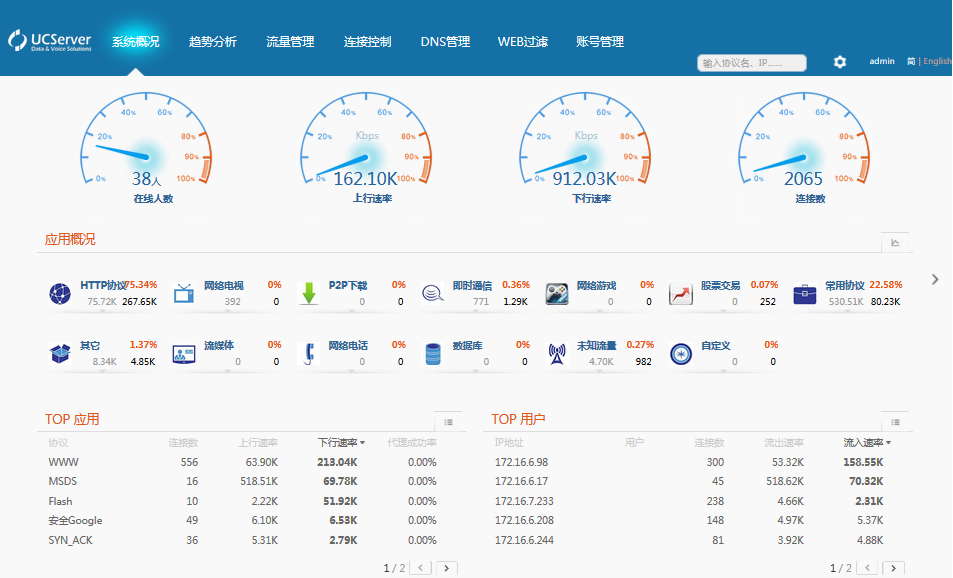 UCServer
Data & Voice Solutions
系统概况 趋势分析 流量管理 连接控制 DNS管理 WEB过滤 账号管理
输入协议名、IP...... admin 简 | English
0% 20% 40% 60% 80% 90% 100%
38人
在线人数
0% 20% 40% 60% 80% 90% 100%
Kbps
162.10K
上行速率
0% 20% 40% 60% 80% 90% 100%
Kbps
912.03K
下行速率
0% 20% 40% 60% 80% 90% 100%
2065
连接数
应用概况
HTTP协议 75.34% 网络电视 0% P2P下载 0% 即时通信 0.36% 网络游戏 0% 股票交易 0.07% 常用协议 22.58%
75.72K 267.65K 392 0 0 0 771 1.29K 0 0 0 252 530.51K 80.23K
其它 1.37% 流媒体 0% 网络电话 0% 数据库 0% 未知流量 0.27% 自定义 0%
8.34K 4.85K 0 0 0 0 0 0 4.70K 982 0 0
TOP 应用
协议 连接数 上行速率 下行速率 代理成功率
WWW 556 63.90K 213.04K 0.00%
MSDS 16 518.51K 69.78K 0.00%
Flash 10 2.22K 51.92K 0.00%
安全Google 49 6.10K 6.53K 0.00%
SYN_ACK 36 5.31K 2.79K 0.00%
1 / 2 < >
TOP 用户
IP地址 用户 连接数 流出速率 流入速率
172.16.6.98 300 53.32K 158.55K
172.16.6.17 45 518.62K 70.32K
172.16.7.233 238 4.66K 2.31K
172.16.6.208 148 4.97K 5.37K
172.16.6.244 81 3.92K 4.88K
1 / 2 < >